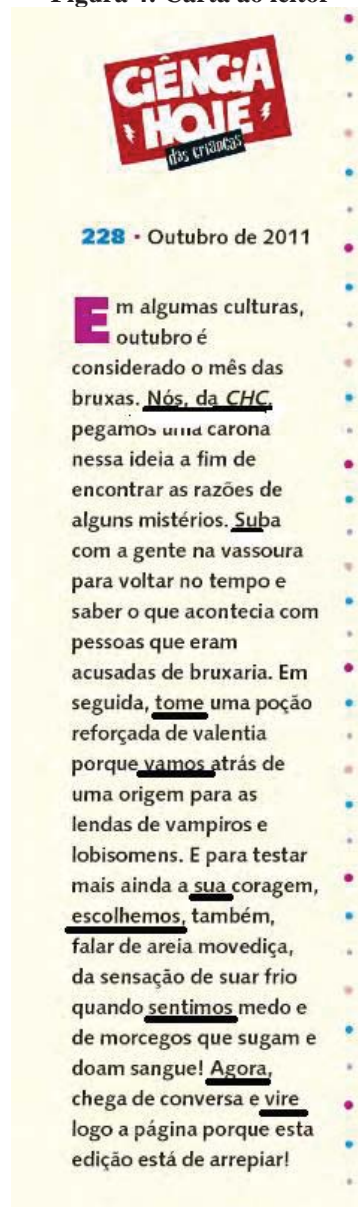 Figura 4: Carta ao leitor
CIÊNCIA
HOJE
das crianças
228 • Outubro de 2011
Em algumas culturas,
outubro é
considerado o mês das
bruxas. Nós, da CHC,
pegamos uma carona
nessa ideia a fim de
encontrar as razões de
alguns mistérios. Suba
com a gente na vassoura
para voltar no tempo e
saber o que acontecia com
pessoas que eram
acusadas de bruxaria. Em
seguida, tome uma poção
reforçada de valentia
porque vamos atrás de
uma origem para as
lendas de vampiros e
lobisomens. E para testar
mais ainda a sua coragem,
escolhemos, também,
falar de areia movediça,
da sensação de suar frio
quando sentimos medo e
de morcegos que sugam e
doam sangue! Agora,
chega de conversa e vire
logo a página porque esta
edição está de arrepiar!